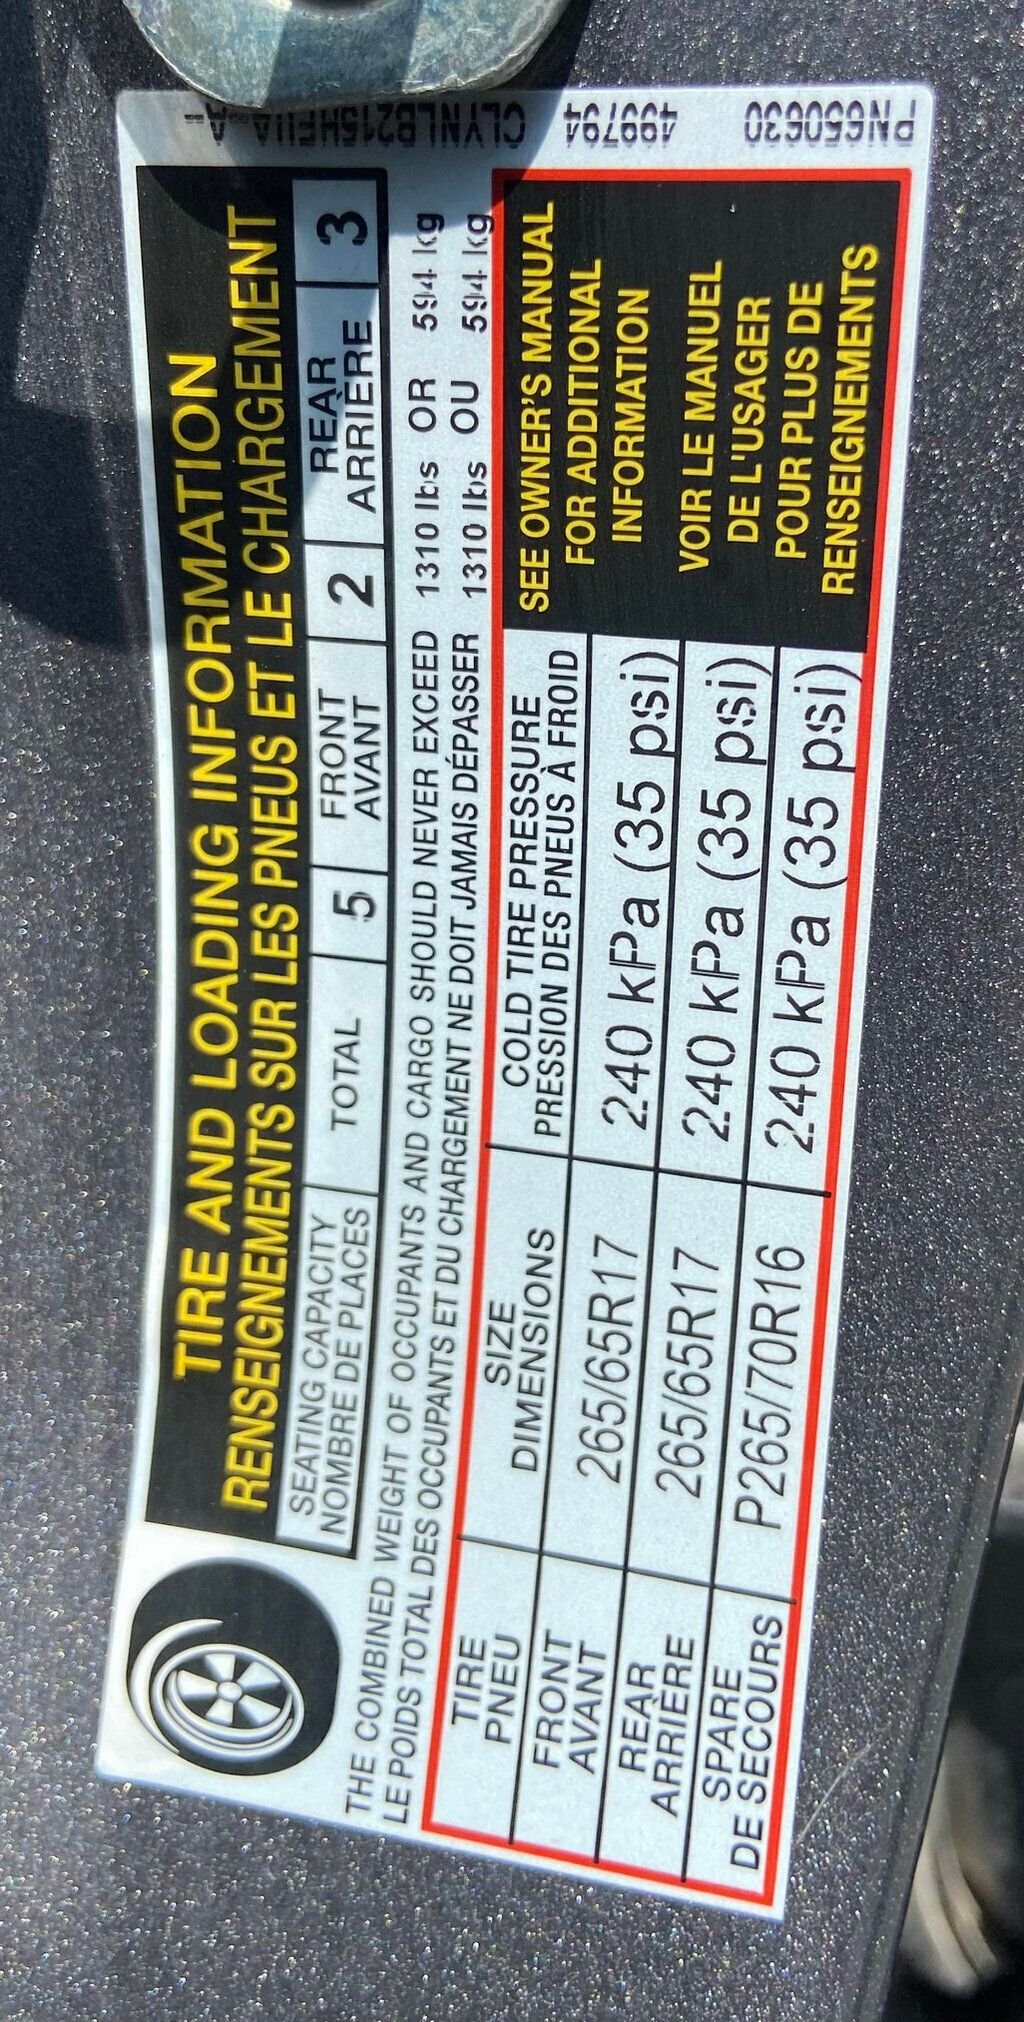 TIRE AND LOADING INFORMATION
RENSEIGNEMENTS SUR LES PNEUS ET LE CHARGEMENT
SEATING CAPACITY
NOMBRE DE PLACES
TOTAL
5
FRONT
AVANT
2
REAR
ARRIÈRE
3
THE COMBINED WEIGHT OF OCCUPANTS AND CARGO SHOULD NEVER EXCEED 1310 lbs OR 594 kg
LE POIDS TOTAL DES OCCUPANTS ET DU CHARGEMENT NE DOIT JAMAIS DÉPASSER 1310 lbs OU 594 kg
TIRE
PNEU
SIZE
DIMENSIONS
COLD TIRE PRESSURE
PRESSION DES PNEUS À FROID
FRONT
AVANT
265/65R17
240 kPa (35 psi)
REAR
ARRIÈRE
265/65R17
240 kPa (35 psi)
SPARE
DE SECOURS
P265/70R16
240 kPa (35 psi)
SEE OWNER'S MANUAL
FOR ADDITIONAL
INFORMATION
VOIR LE MANUEL
DE L'USAGER
POUR PLUS DE
RENSEIGNEMENTS
PN650630 499794